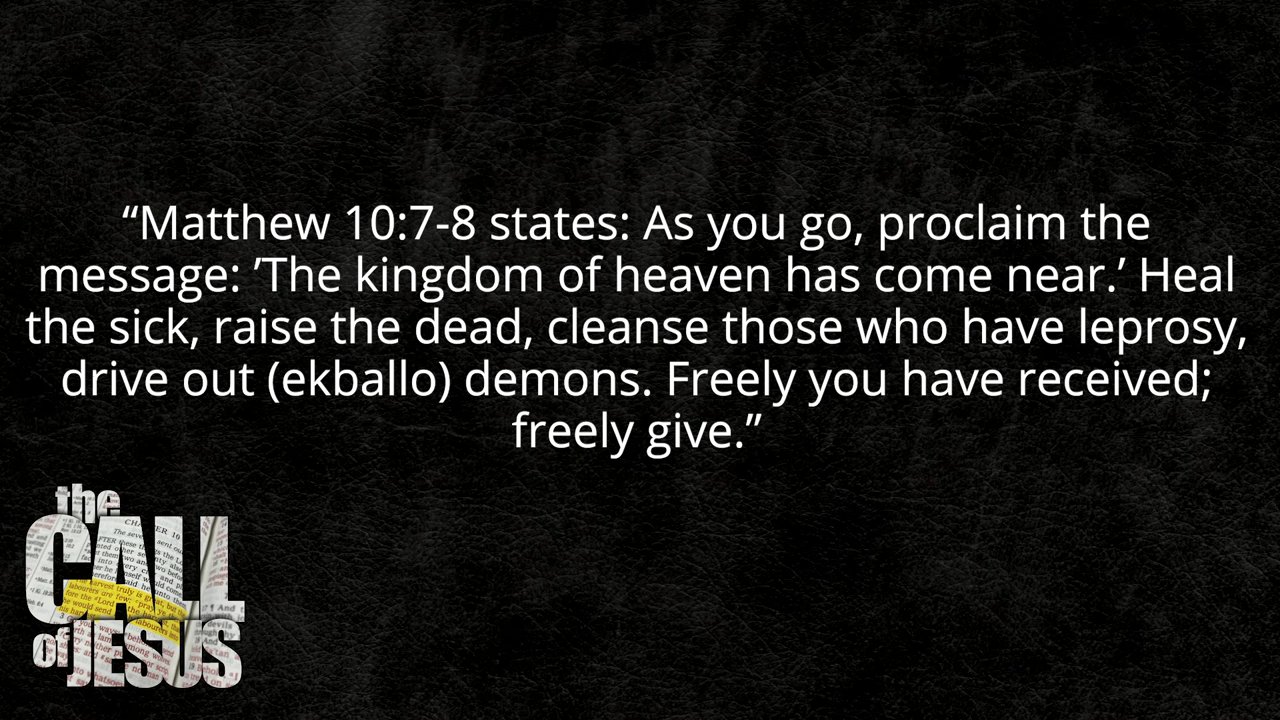 “Matthew 10:7-8 states: As you go, proclaim the
message: ’The kingdom of heaven has come near.’ Heal
the sick, raise the dead, cleanse those who have leprosy,
drive out (ekballo) demons. Freely you have received;
freely give.”
the
CALL
of JESUS